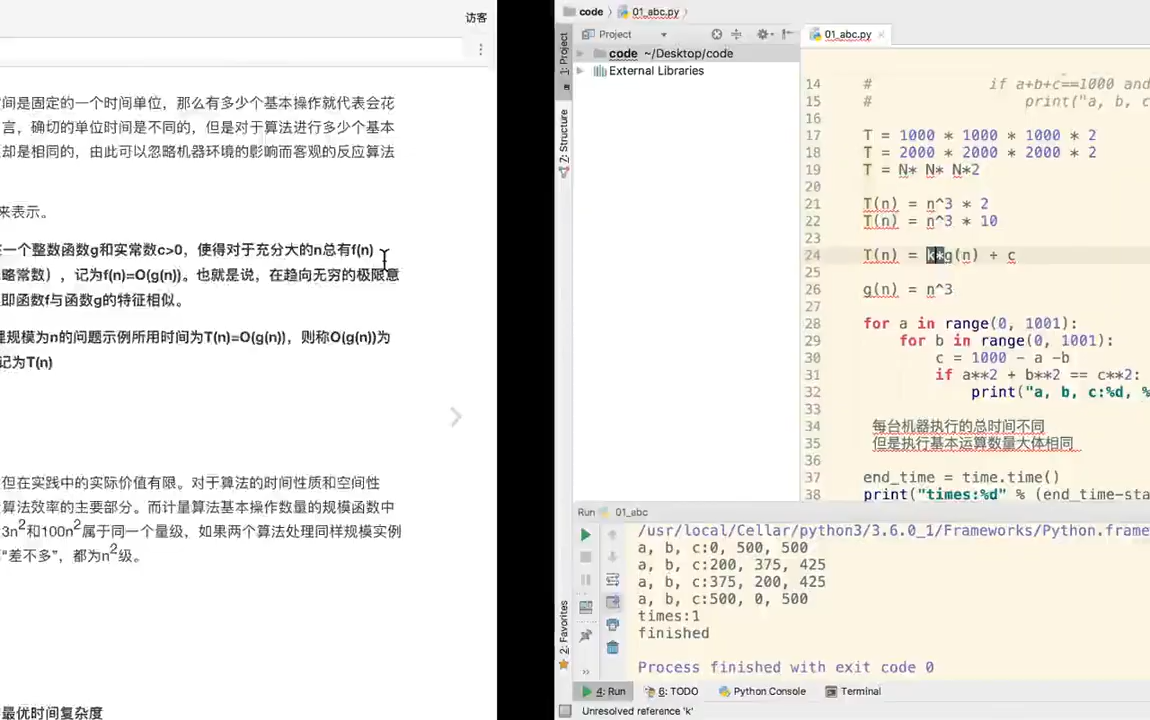 访客
间是固定的一个时间单位，那么有多少个基本操作就代表会花
言，确切的单位时间是不同的，但是对于算法进行多少个基本
却是相同的，由此可以忽略机器环境的影响而客观的反应算法
来表示。
一个整数函数g和实常数c>0，使得对于充分大的n总有f(n)
略常数），记为f(n)=O(g(n))。也就是说，在趋向无穷的极限意
即函数f与函数g的特征相似。
理规模为n的问题示例所用时间为T(n)=O(g(n))，则称O(g(n))为
记为T(n)
但在实践中的实际价值有限。对于算法的时间性质和空间性
算法效率的主要部分。而计量算法基本操作数量的规模函数中
3n²和100n²属于同一个量级，如果两个算法处理同样规模实例
“差不多”，都为n²级。
最优时间复杂度
code 01_abc.py
Project
01_abc.py
1: Project
7: Structure
2: Favorites
code ~/Desktop/code
External Libraries
14 # if a+b+c==1000 and
15 # print("a, b, c
16
17 T = 1000 * 1000 * 1000 * 2
18 T = 2000 * 2000 * 2000 * 2
19 T = N* N* N*2
20
21 T(n) = n^3 * 2
22 T(n) = n^3 * 10
23
24 T(n) = k*g(n) + c
25
26 g(n) = n^3
27
28 for a in range(0, 1001):
29 for b in range(0, 1001):
30 c = 1000 - a -b
31 if a**2 + b**2 == c**2:
32 print("a, b, c:%d, %
33
34 每台机器执行的总时间不同
35 但是执行基本运算数量大体相同
36
37 end_time = time.time()
38 print("times:%d" % (end_time-sta
Run 01_abc
/usr/local/Cellar/python3/3.6.0_1/Frameworks/Python.frame
a, b, c:0, 500, 500
a, b, c:200, 375, 425
a, b, c:375, 200, 425
a, b, c:500, 0, 500
times:1
finished
Process finished with exit code 0
4: Run 6: TODO Python Console Terminal
Unresolved reference 'k'